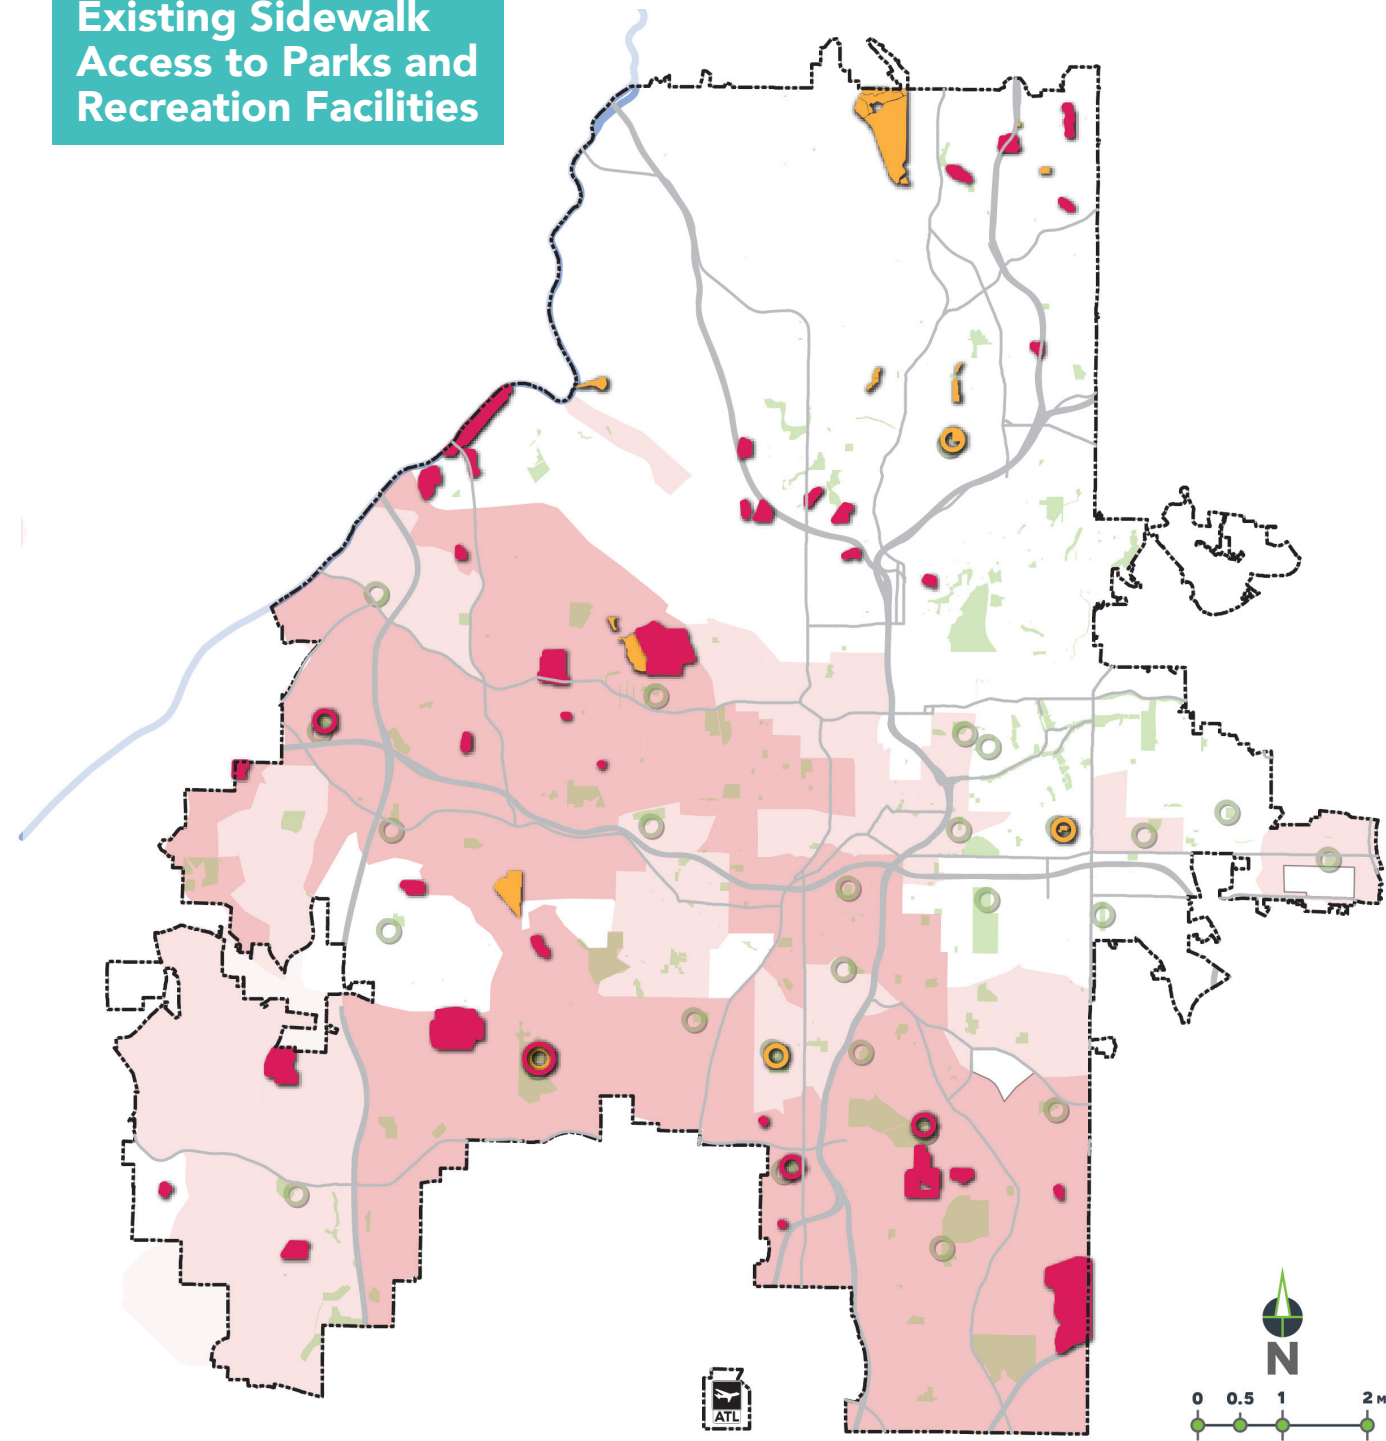 Existing Sidewalk
Access to Parks and
Recreation Facilities
ATL
N
0 0.5 1 2 M